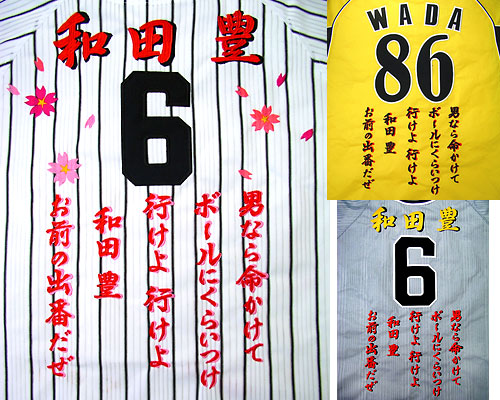 和田豊
6
男なら命かけて
ボールにくらいつけ
行けよ 行けよ
和田 豊
お前の出番だぜ
WADA
86
男なら命かけて
ボールにくらいつけ
行けよ 行けよ
和田 豊
お前の出番だぜ
和田 豊
6
男なら命かけて
ボールにくらいつけ
行けよ 行けよ
和田 豊
お前の出番だぜ